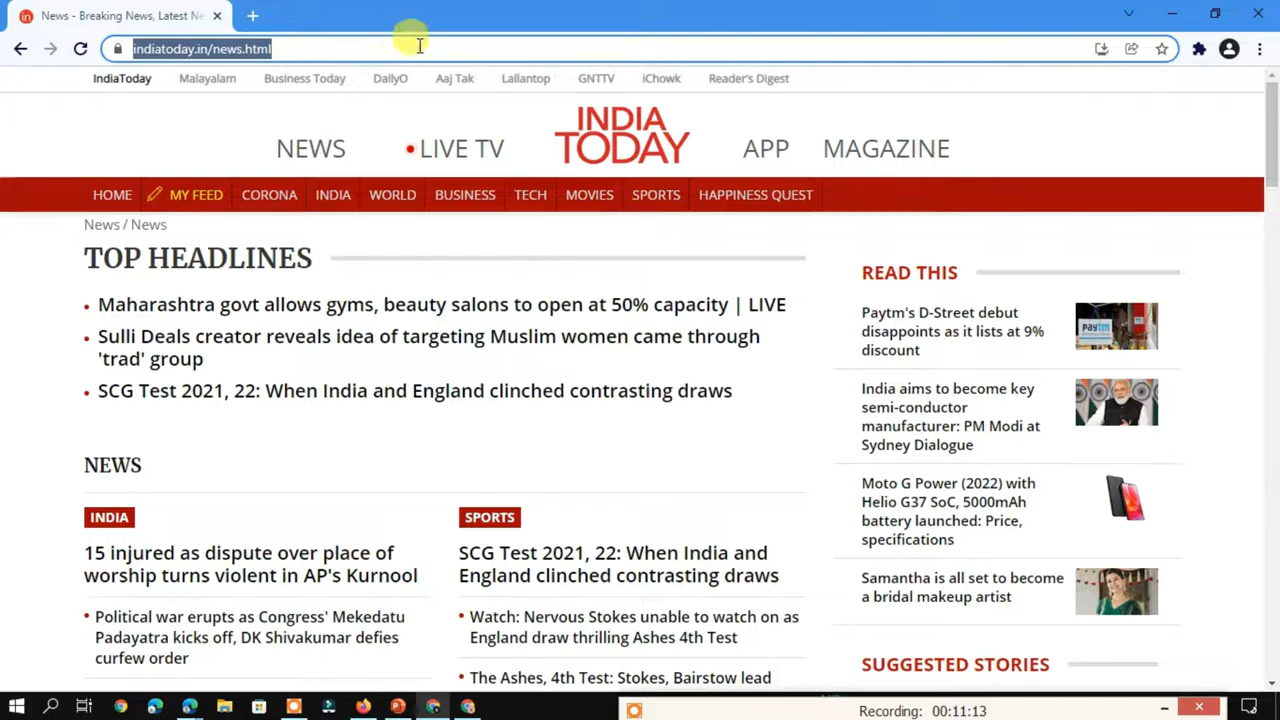 News - Breaking News, Latest Ne
indiatoday.in/news.html
IndiaToday Malayalam Business Today DailyO Aaj Tak Lallantop GNTTV iChowk Reader's Digest
NEWS LIVE TV INDIA TODAY APP MAGAZINE
HOME MY FEED CORONA INDIA WORLD BUSINESS TECH MOVIES SPORTS HAPPINESS QUEST
News / News
TOP HEADLINES
Maharashtra govt allows gyms, beauty salons to open at 50% capacity | LIVE
Sulli Deals creator reveals idea of targeting Muslim women came through
'trad' group
SCG Test 2021, 22: When India and England clinched contrasting draws
NEWS
INDIA
15 injured as dispute over place of
worship turns violent in AP's Kurnool
Political war erupts as Congress' Mekedatu
Padayatra kicks off, DK Shivakumar defies
curfew order
SPORTS
SCG Test 2021, 22: When India and
England clinched contrasting draws
Watch: Nervous Stokes unable to watch on as
England draw thrilling Ashes 4th Test
The Ashes, 4th Test: Stokes, Bairstow lead
READ THIS
Paytm's D-Street debut
disappoints as it lists at 9%
discount
paytm
India aims to become key
semi-conductor
manufacturer: PM Modi at
Sydney Dialogue
Moto G Power (2022) with
Helio G37 SoC, 5000mAh
battery launched: Price,
specifications
Samantha is all set to become
a bridal makeup artist
SUGGESTED STORIES
Recording: 00:11:13